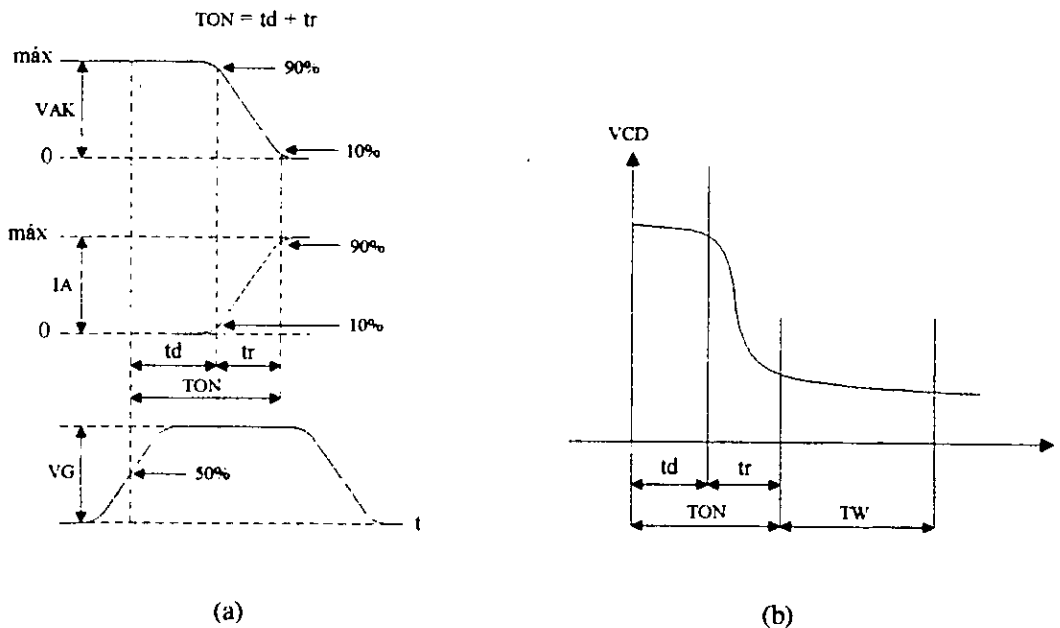 TON = td + tr
máx
90%
VAK
0
10%
máx
90%
IA
0
10%
td
tr
TON
VG
50%
t
(a)
VCD
td
tr
TON
TW
(b)